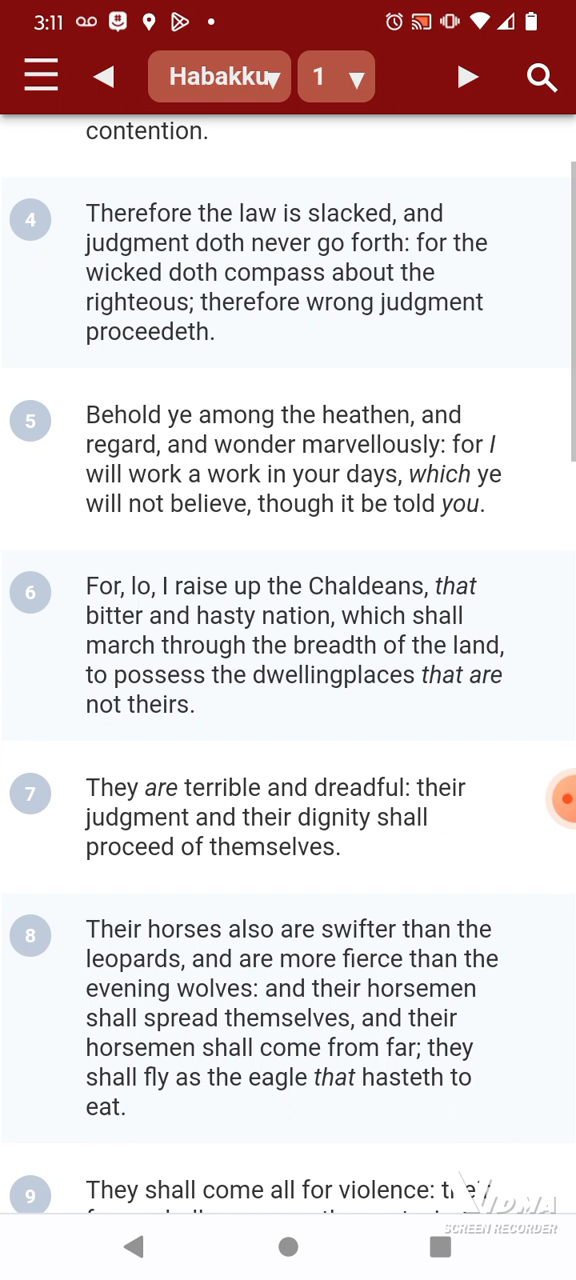 3:11
Habakku
1
contention.
4
Therefore the law is slacked, and
judgment doth never go forth: for the
wicked doth compass about the
righteous; therefore wrong judgment
proceedeth.
5
Behold ye among the heathen, and
regard, and wonder marvellously: for I
will work a work in your days, which ye
will not believe, though it be told you.
6
For, lo, I raise up the Chaldeans, that
bitter and hasty nation, which shall
march through the breadth of the land,
to possess the dwellingplaces that are
not theirs.
7
They are terrible and dreadful: their
judgment and their dignity shall
proceed of themselves.
8
Their horses also are swifter than the
leopards, and are more fierce than the
evening wolves: and their horsemen
shall spread themselves, and their
horsemen shall come from far; they
shall fly as the eagle that hasteth to
eat.
9
They shall come all for violence:
VIDMA
SCREEN RECORDER